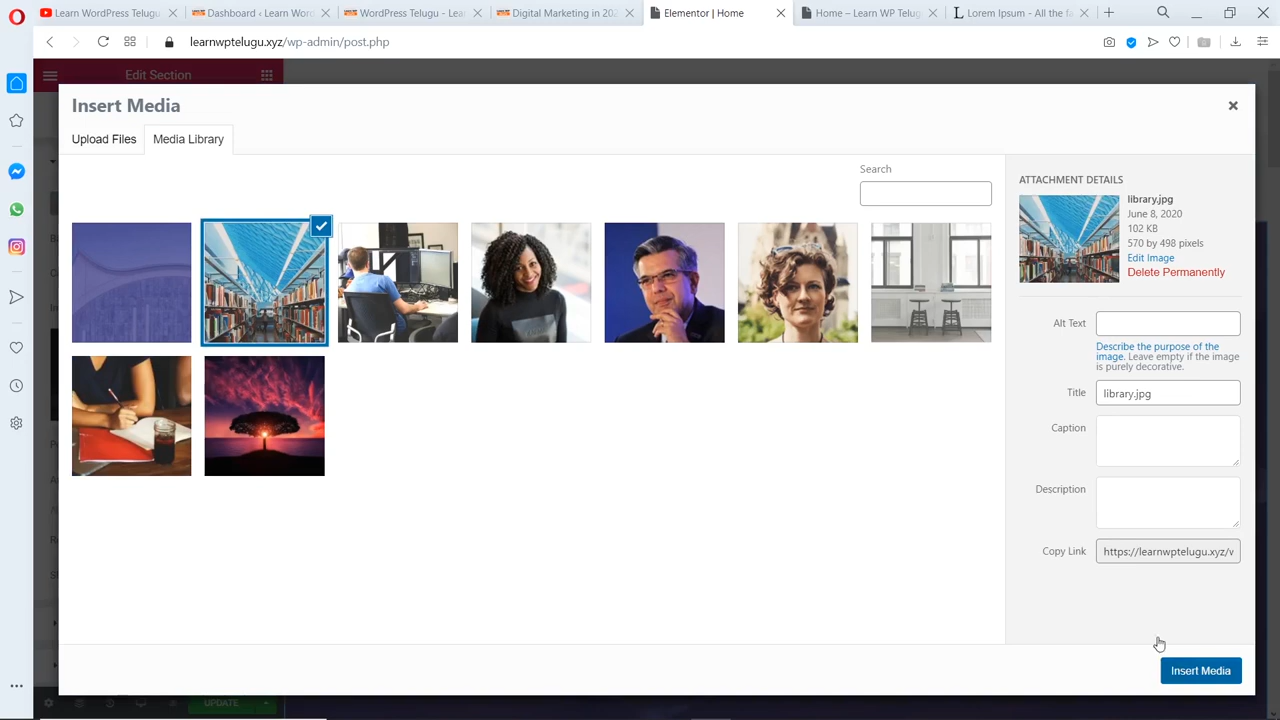 Learn WordPress Telugu
Dashboard ‹ Learn Word
WordPress Telugu - Lea
Digital Marketing in 202
Elementor | Home
Home – Learn WP Telug
Lorem Ipsum - All the fa
learnwptelugu.xyz/wp-admin/post.php
Edit Section
Insert Media
Upload Files
Media Library
Search
ATTACHMENT DETAILS
library.jpg
June 8, 2020
102 KB
570 by 498 pixels
Edit Image
Delete Permanently
Alt Text
Describe the purpose of the
image. Leave empty if the image
is purely decorative.
Title
library.jpg
Caption
Description
Copy Link
https://learnwptelugu.xyz/v
Insert Media
UPDATE